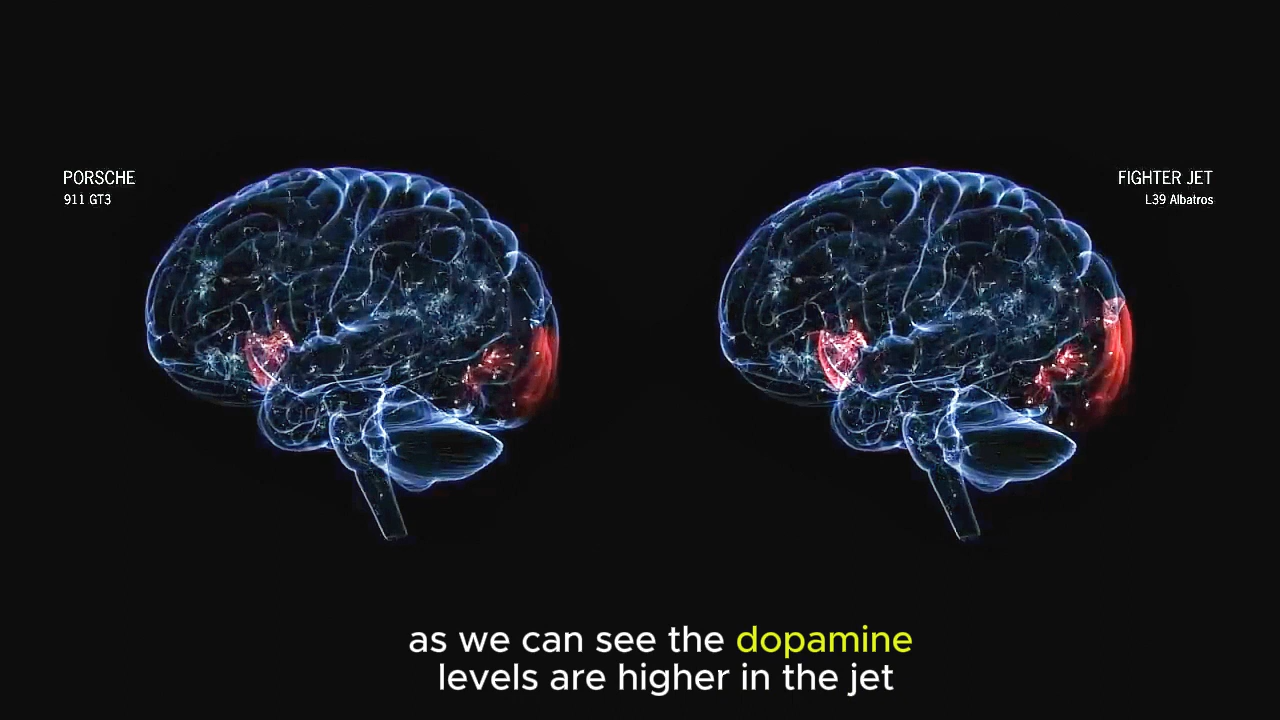 PORSCHE
911 GT3
FIGHTER JET
L39 Albatros
as we can see the dopamine
levels are higher in the jet